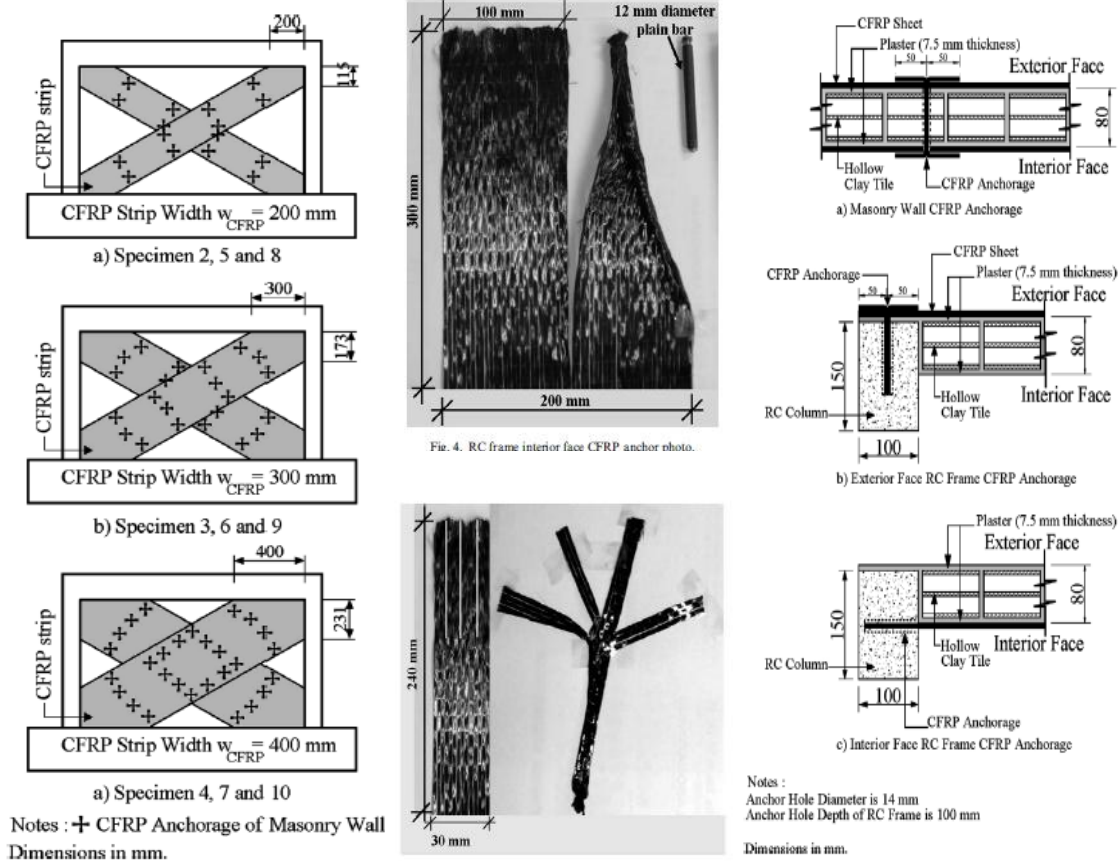 200
115
CFRP strip
CFRP Strip Width w CFRP = 200 mm
a) Specimen 2, 5 and 8
300
173
CFRP strip
CFRP Strip Width w CFRP = 300 mm
b) Specimen 3, 6 and 9
400
231
CFRP strip
CFRP Strip Width w CFRP = 400 mm
a) Specimen 4, 7 and 10
Notes : ✢ CFRP Anchorage of Masonry Wall
Dimensions in mm.
100 mm
12 mm diameter
plain bar
300 mm
200 mm
Fig. 4. RC frame interior face CFRP anchor photo.
240 mm
30 mm
CFRP Sheet
Plaster (7.5 mm thickness)
50 50
Exterior Face
80
Interior Face
Hollow
Clay Tile
CFRP Anchorage
a) Masonry Wall CFRP Anchorage
CFRP Sheet
CFRP Anchorage
Plaster (7.5 mm thickness)
50 50
Exterior Face
80
150
Interior Face
Hollow
Clay Tile
RC Column
100
b) Exterior Face RC Frame CFRP Anchorage
Plaster (7.5 mm thickness)
Exterior Face
80
150
Interior Face
Hollow
Clay Tile
RC Column
100
CFRP Anchorage
c) Interior Face RC Frame CFRP Anchorage
Notes :
Anchor Hole Diameter is 14 mm
Anchor Hole Depth of RC Frame is 100 mm
Dimensions in mm.